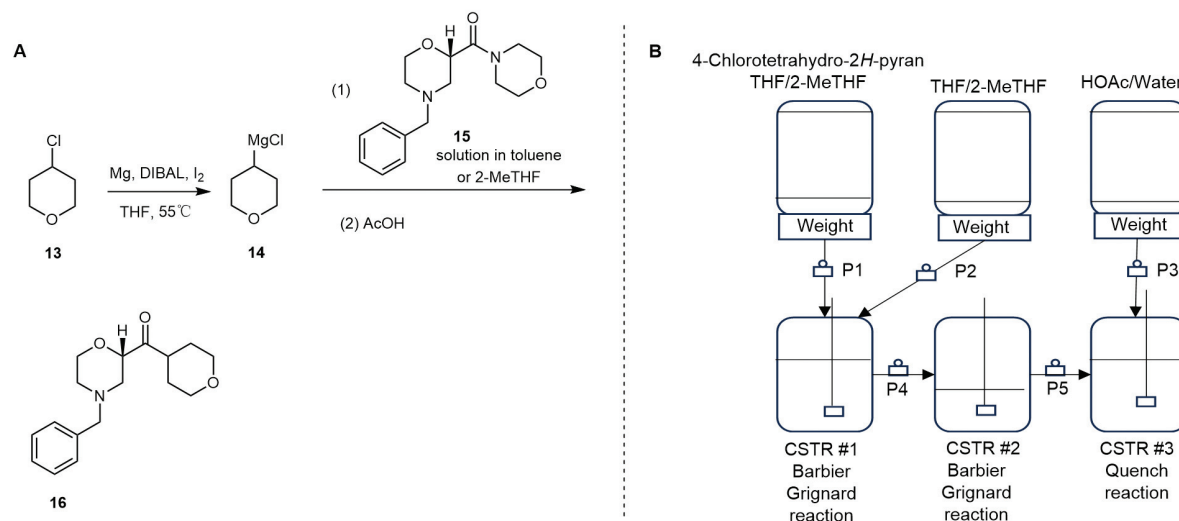 A
Cl
O
13
Mg, DIBAL, I2
THF, 55℃
MgCl
O
14
(1)
O
H
O
N
O
N
15
solution in toluene
or 2-MeTHF
(2) AcOH
O
H
O
O
N
16
B
4-Chlorotetrahydro-2H-pyran
THF/2-MeTHF
THF/2-MeTHF
HOAc/Water
Weight
Weight
Weight
P1
P2
P3
P4
P5
CSTR #1
Barbier
Grignard
reaction
CSTR #2
Barbier
Grignard
reaction
CSTR #3
Quench
reaction